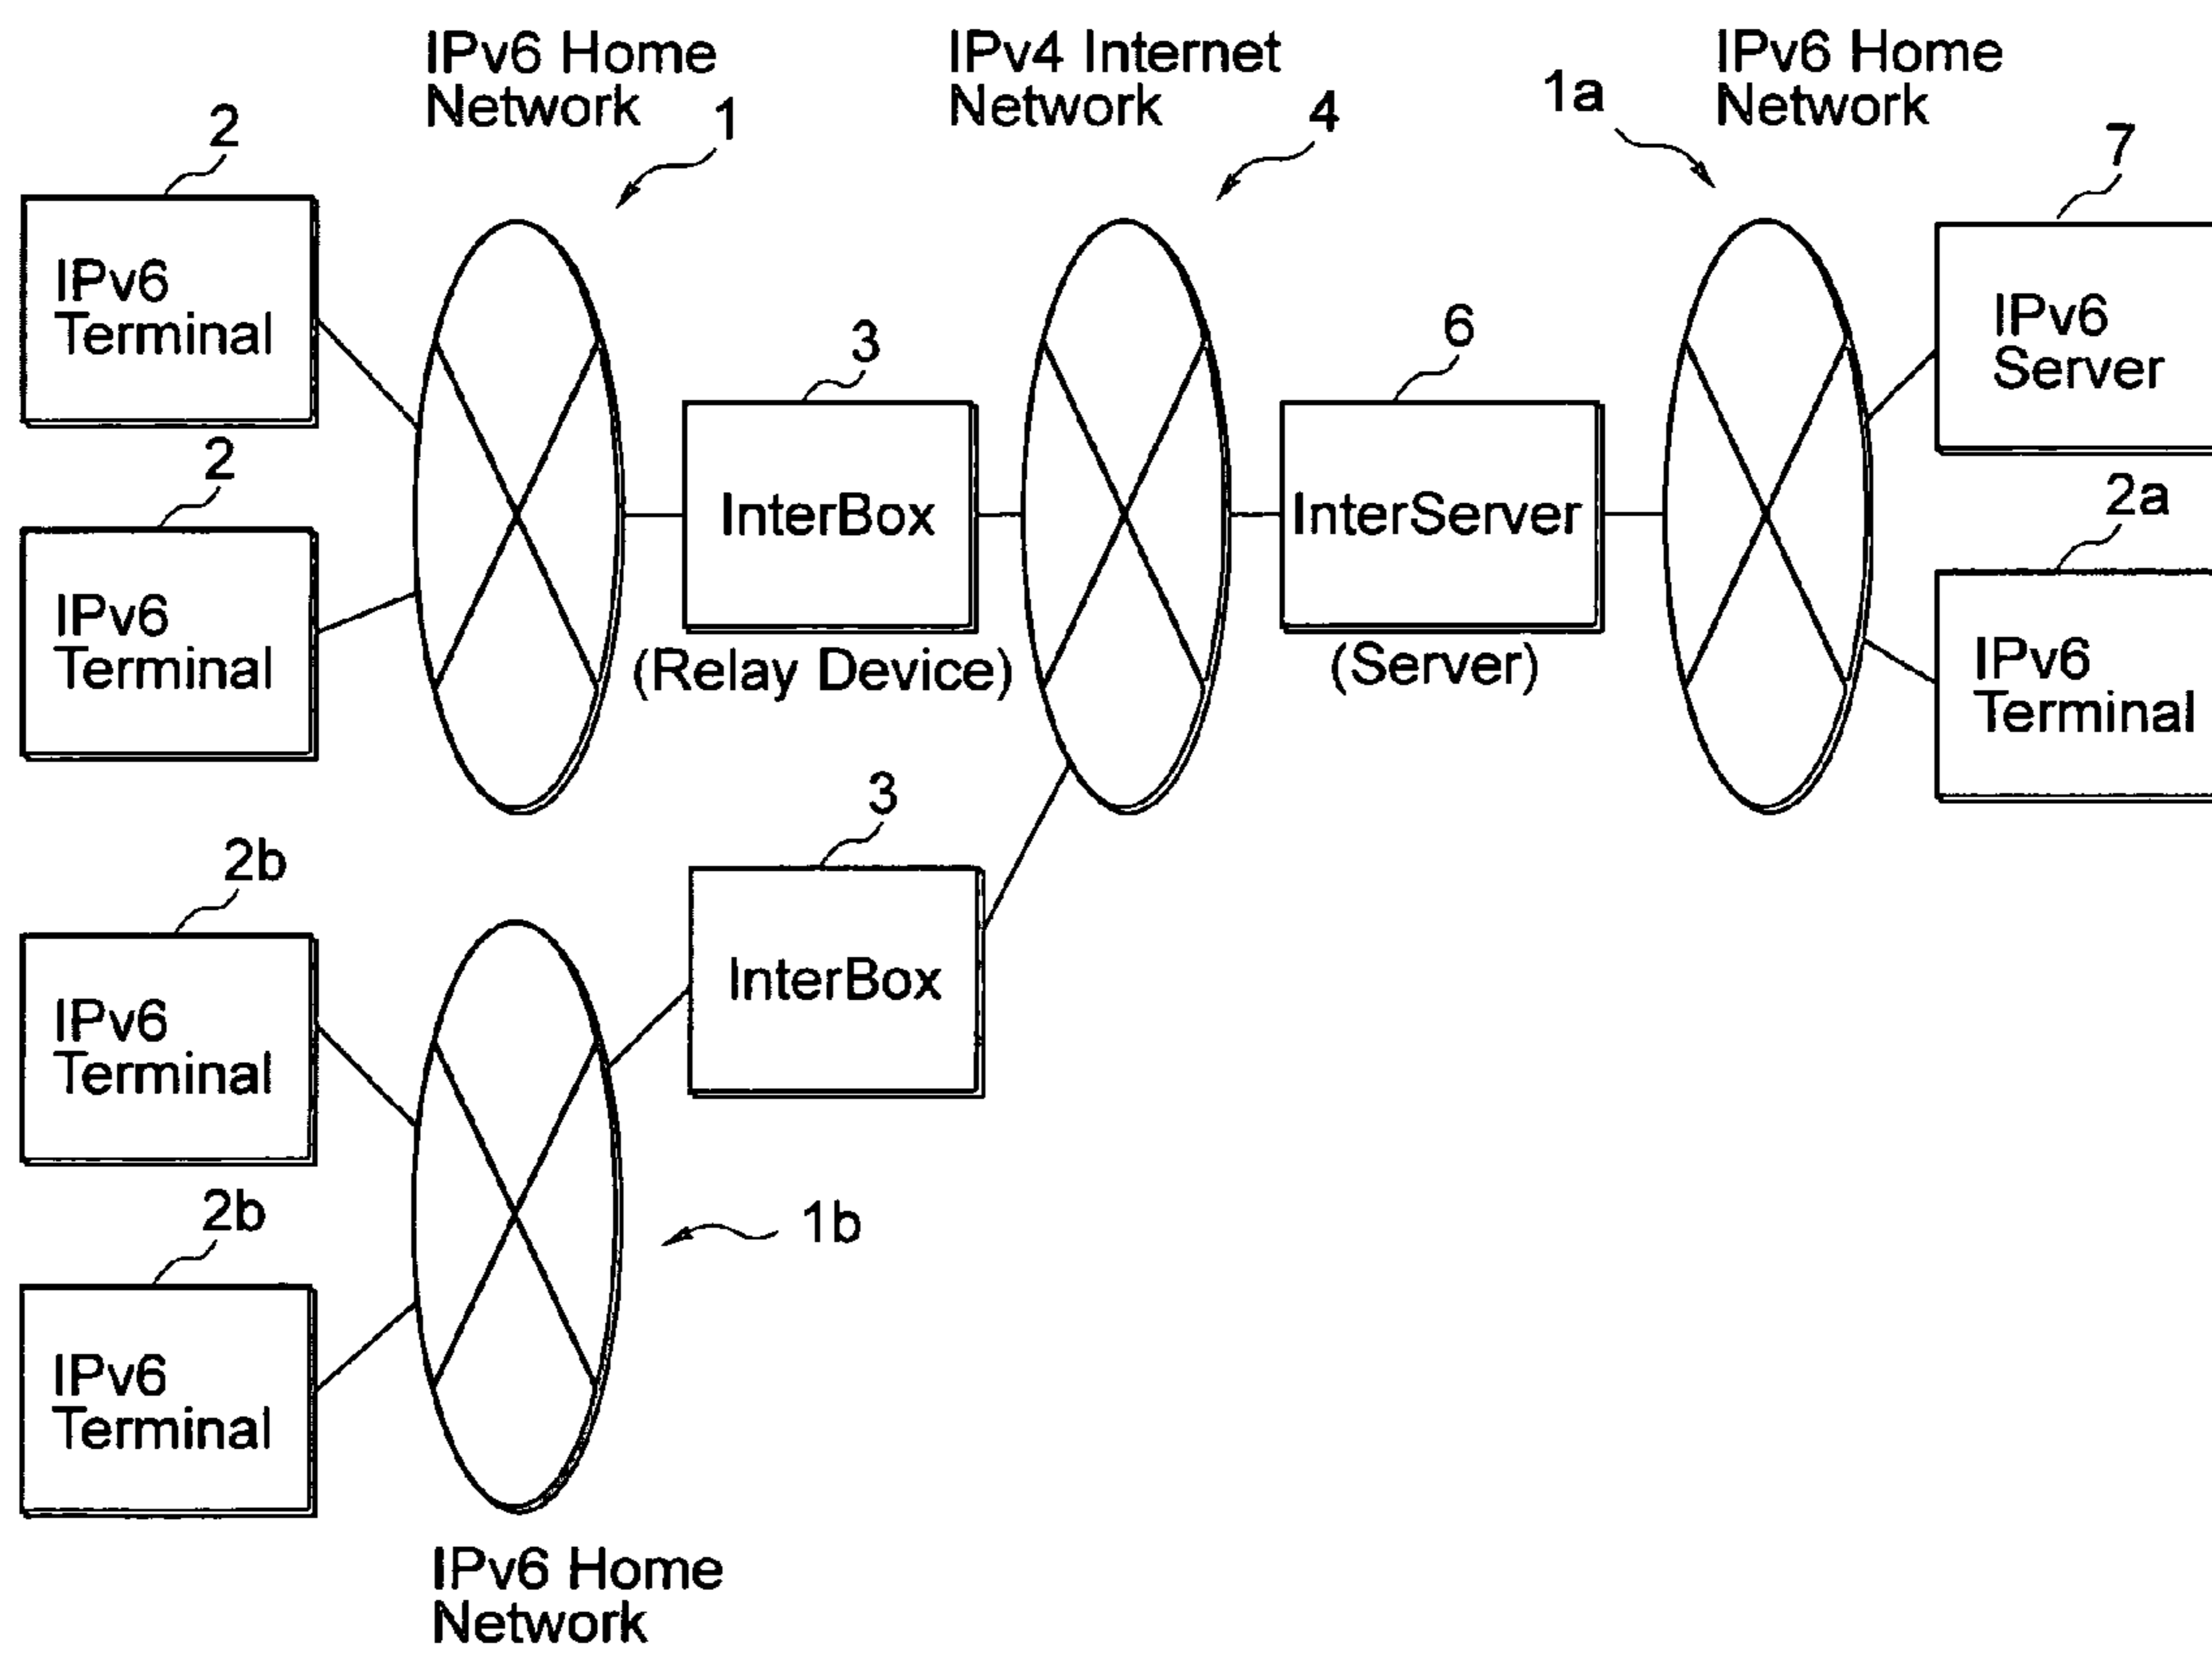 IPv6 Home
Network
1
IPv4 Internet
Network
4
1a
IPv6 Home
Network
7
2
IPv6
Terminal
2
IPv6
Terminal
3
InterBox
(Relay Device)
6
InterServer
(Server)
IPv6
Server
2a
IPv6
Terminal
3
InterBox
2b
IPv6
Terminal
2b
IPv6
Terminal
1b
IPv6 Home
Network